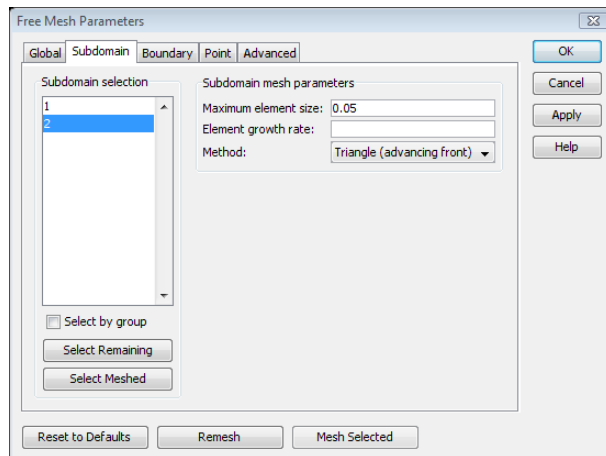 Free Mesh Parameters
Global Subdomain Boundary Point Advanced
Subdomain selection
1
2
Select by group
Select Remaining
Select Meshed
Subdomain mesh parameters
Maximum element size: 0.05
Element growth rate:
Method: Triangle (advancing front)
OK
Cancel
Apply
Help
Reset to Defaults Remesh Mesh Selected